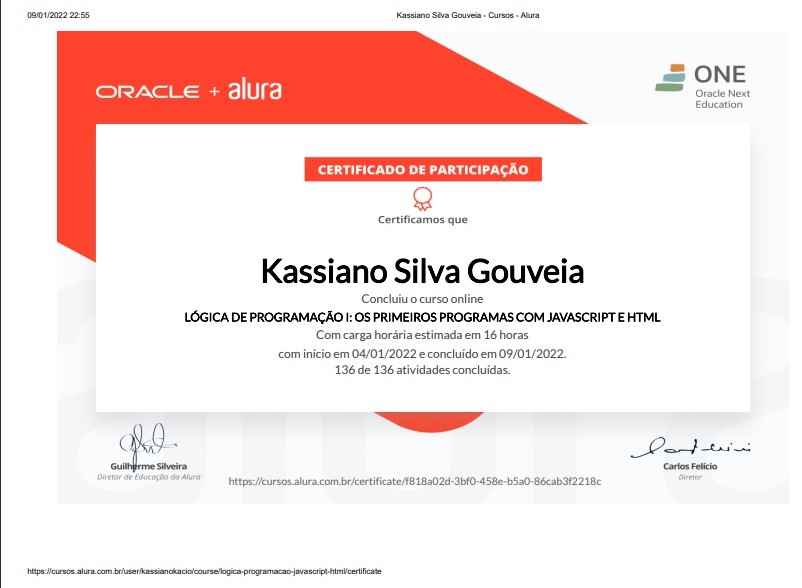 09/01/2022 22:55
Kassiano Silva Gouveia - Cursos - Alura
ORACLE + alura
ONE
Oracle Next
Education
CERTIFICADO DE PARTICIPAÇÃO
Certificamos que
Kassiano Silva Gouveia
Concluiu o curso online
LÓGICA DE PROGRAMAÇÃO I: OS PRIMEIROS PROGRAMAS COM JAVASCRIPT E HTML
Com carga horária estimada em 16 horas
com início em 04/01/2022 e concluído em 09/01/2022.
136 de 136 atividades concluídas.
Guilherme Silveira
Diretor de Educação da Alura
Carlos Felício
Diretor
https://cursos.alura.com.br/certificate/f818a02d-3bf0-458e-b5a0-86cab3f2218c
https://cursos.alura.com.br/user/kassianokacio/course/logica-programacao-javascript-html/certificate